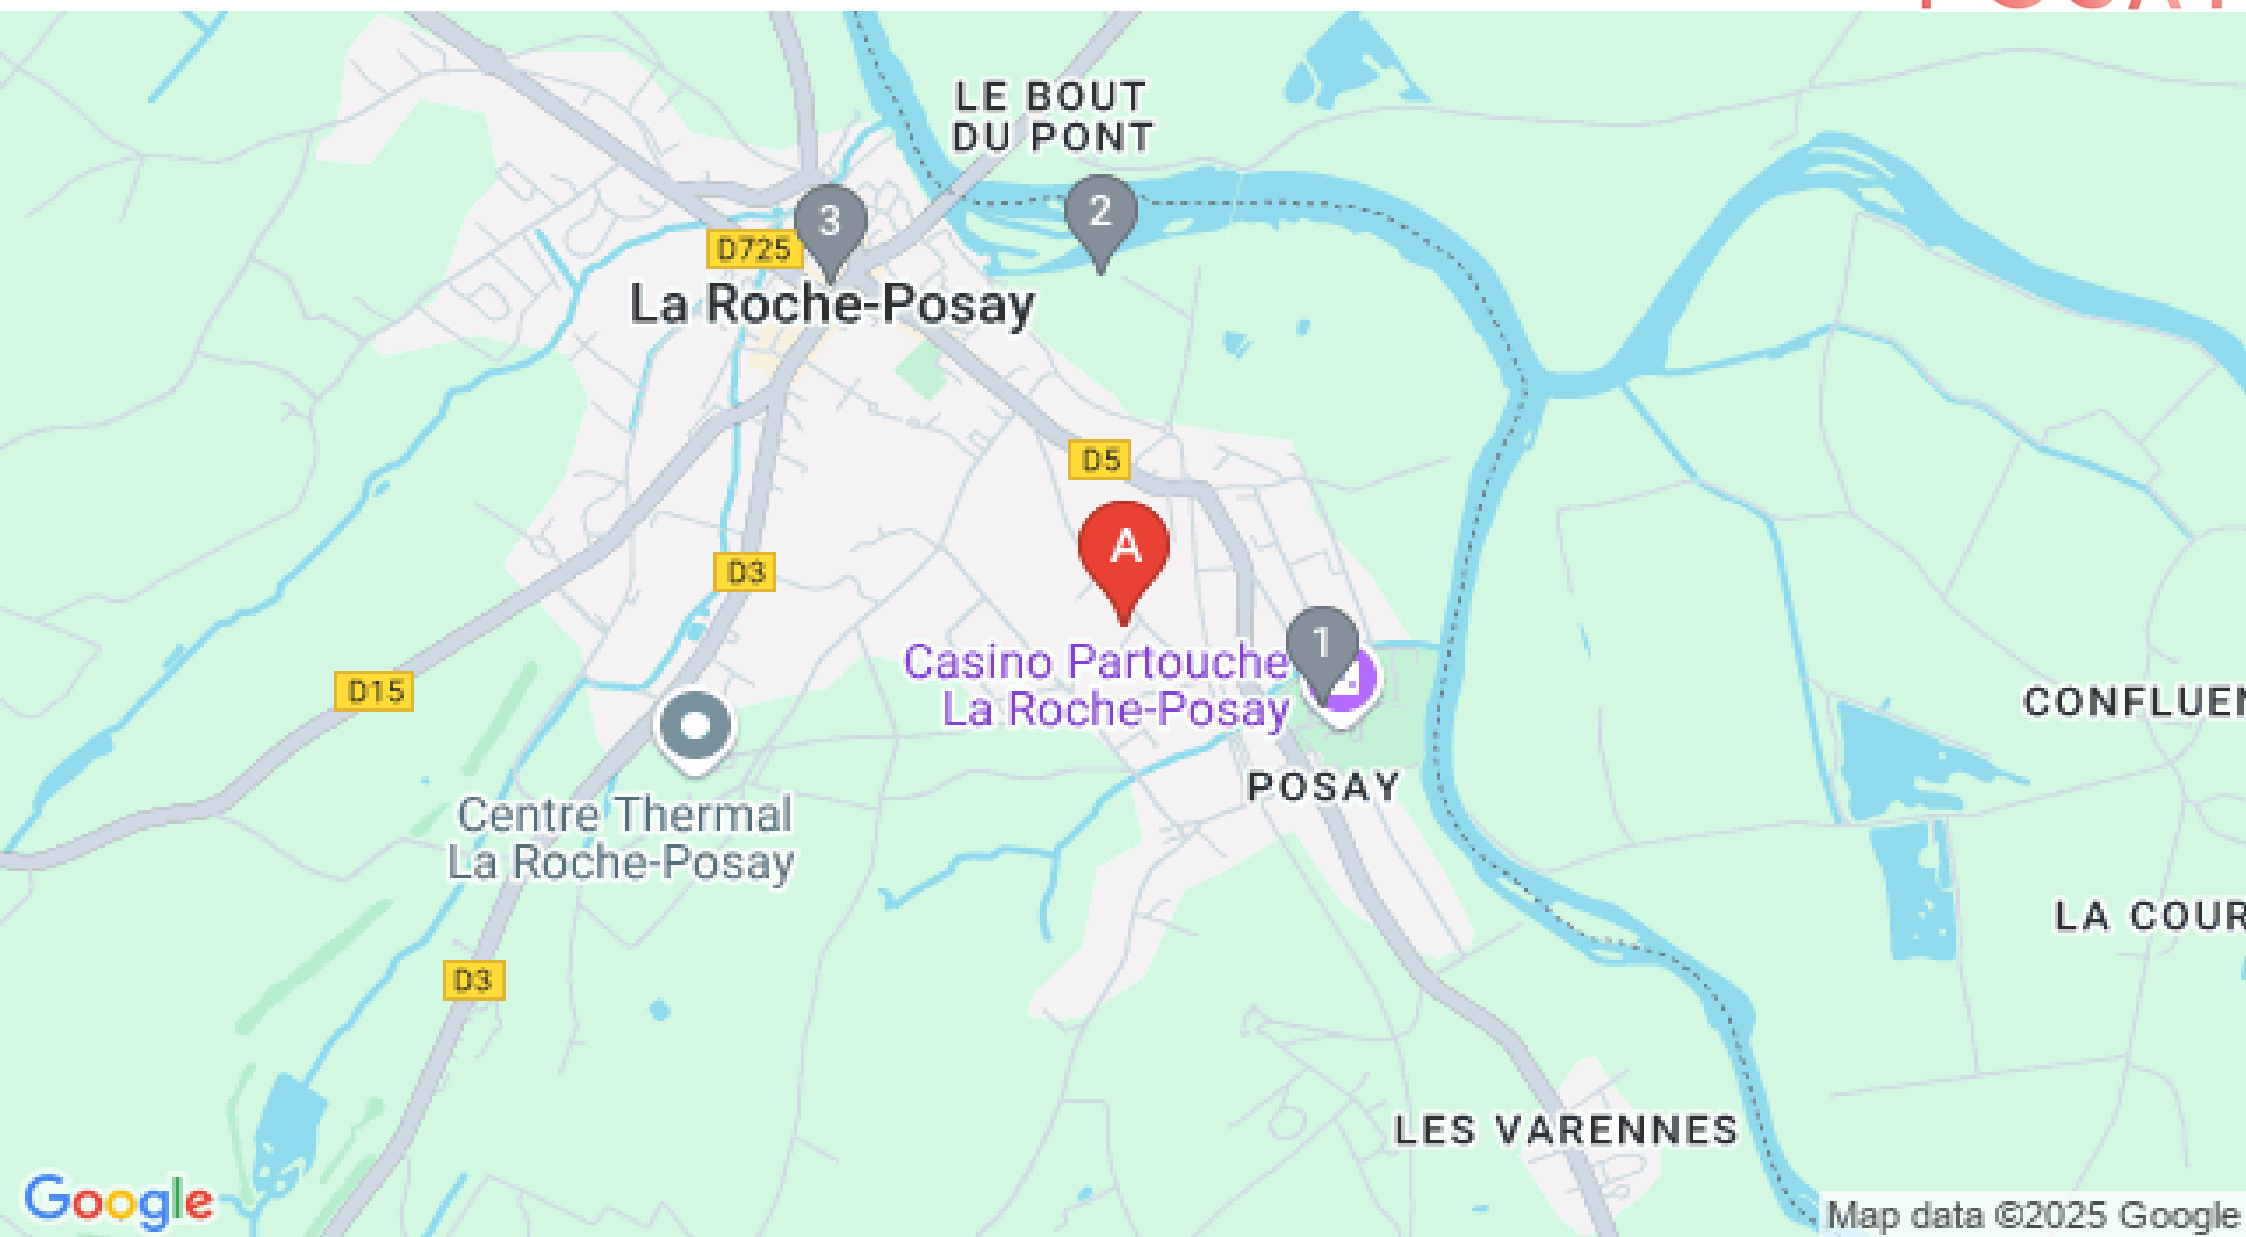 LE BOUT
DU PONT
2
3
D725
La Roche-Posay
D5
A
D3
1
Casino Partouche
La Roche-Posay
D15
CONFLUEN
POSAY
Centre Thermal
La Roche-Posay
LA COUR
D3
LES VARENNES
Google
Map data ©2025 Google